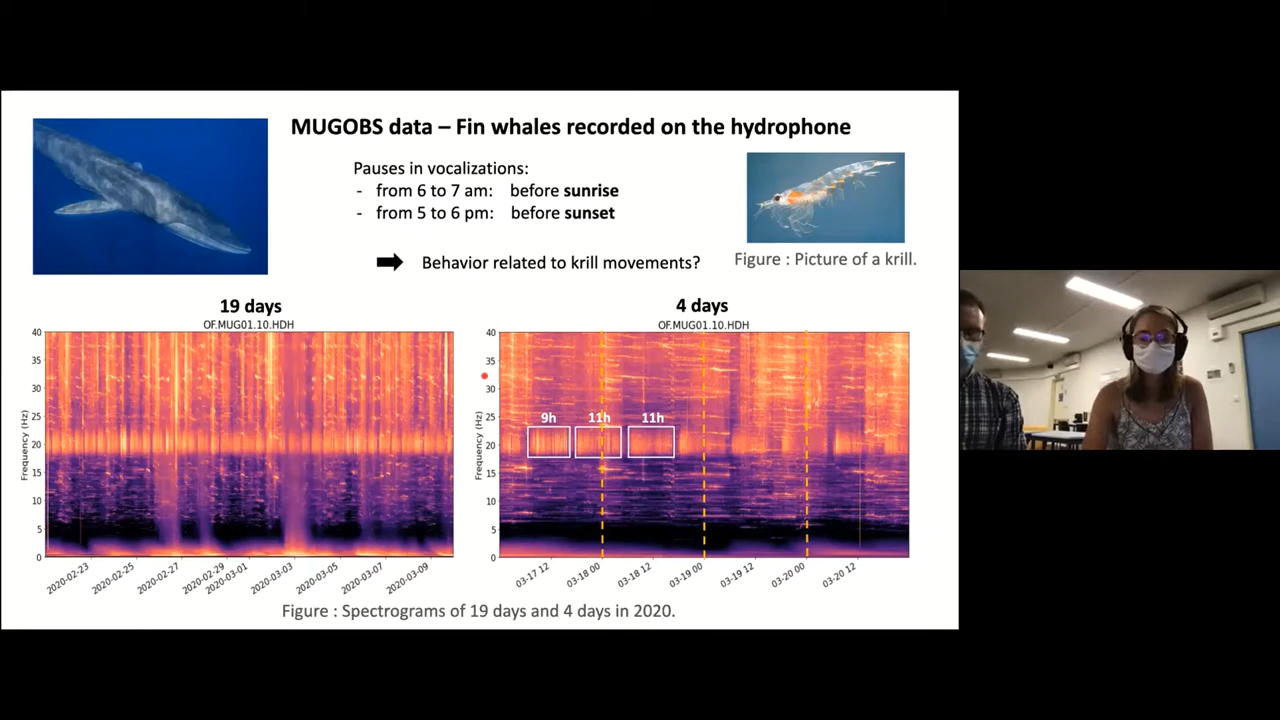 MUGOBS data – Fin whales recorded on the hydrophone
Pauses in vocalizations:
- from 6 to 7 am: before sunrise
- from 5 to 6 pm: before sunset
Behavior related to krill movements?
Figure : Picture of a krill.
19 days
OF.MUG01.10.HDH
40
35
30
25
20
15
10
5
0
Frequency (Hz)
2020-02-23
2020-02-25
2020-02-27
2020-02-29
2020-03-01
2020-03-03
2020-03-05
2020-03-07
2020-03-09
4 days
OF.MUG01.10.HDH
40
35
30
25
20
15
10
5
0
Frequency (Hz)
9h
11h
11h
03-17 12
03-18 00
03-18 12
03-19 00
03-19 12
03-20 00
03-20 12
Figure : Spectrograms of 19 days and 4 days in 2020.